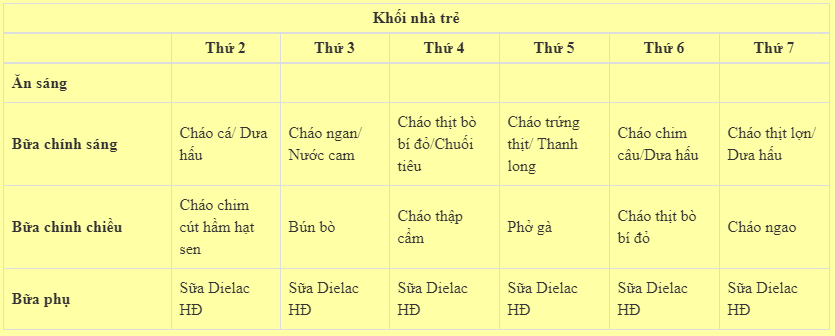 Khối nhà trẻ
Thứ 2 Thứ 3 Thứ 4 Thứ 5 Thứ 6 Thứ 7
Ăn sáng
Bữa chính sáng
Cháo cá/ Dưa
hấu
Cháo ngan/
Nước cam
Cháo thịt bò
bí đỏ/Chuối
tiêu
Cháo trứng
thịt/ Thanh
long
Cháo chim
câu/Dưa hấu
Cháo thịt lợn/
Dưa hấu
Bữa chính chiều
Cháo chim
cút hầm hạt
sen
Bún bò
Cháo thập
cẩm
Phở gà
Cháo thịt bò
bí đỏ
Cháo ngao
Bữa phụ
Sữa Dielac
HĐ
Sữa Dielac
HĐ
Sữa Dielac
HĐ
Sữa Dielac
HĐ
Sữa Dielac
HĐ
Sữa Dielac
HĐ